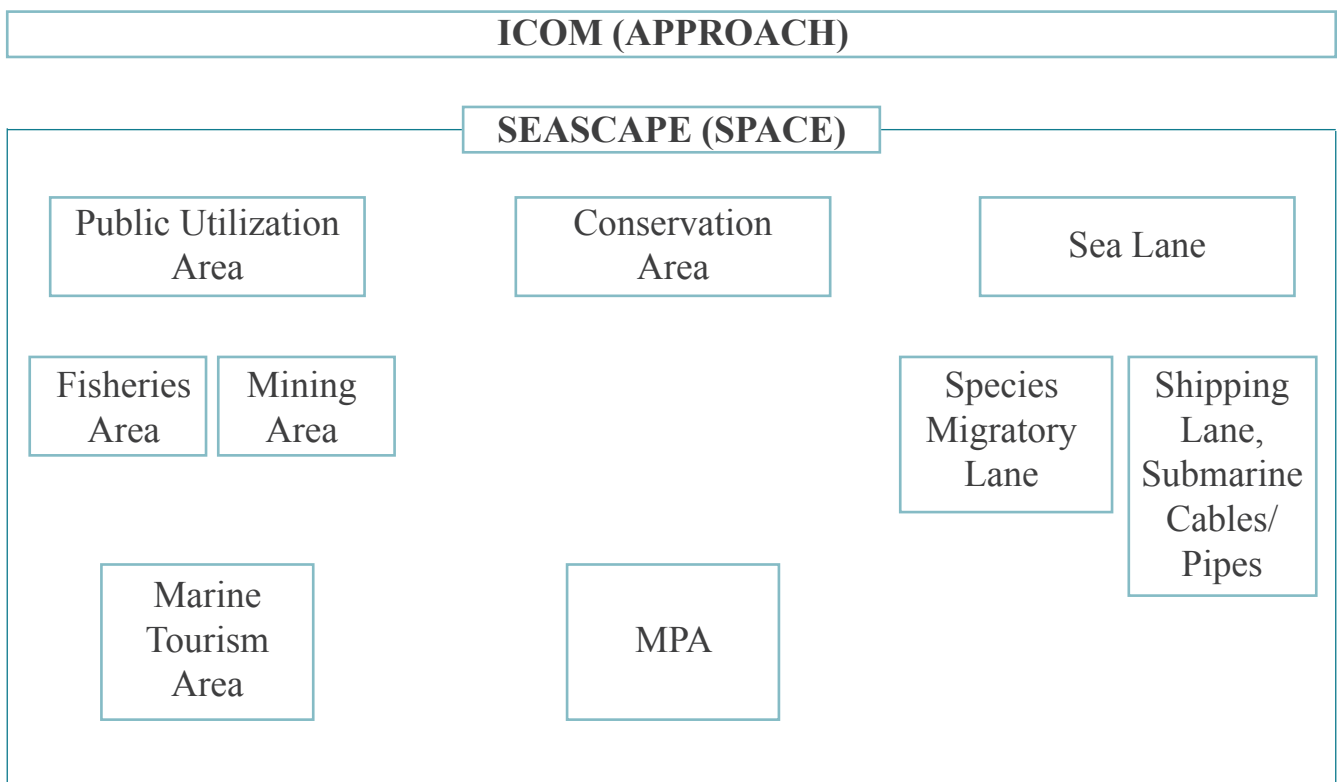 ICOM (APPROACH)
SEASCAPE (SPACE)
Public Utilization
Area
Conservation
Area
Sea Lane
Fisheries
Area
Mining
Area
Species
Migratory
Lane
Shipping
Lane,
Submarine
Cables/
Pipes
Marine
Tourism
Area
MPA